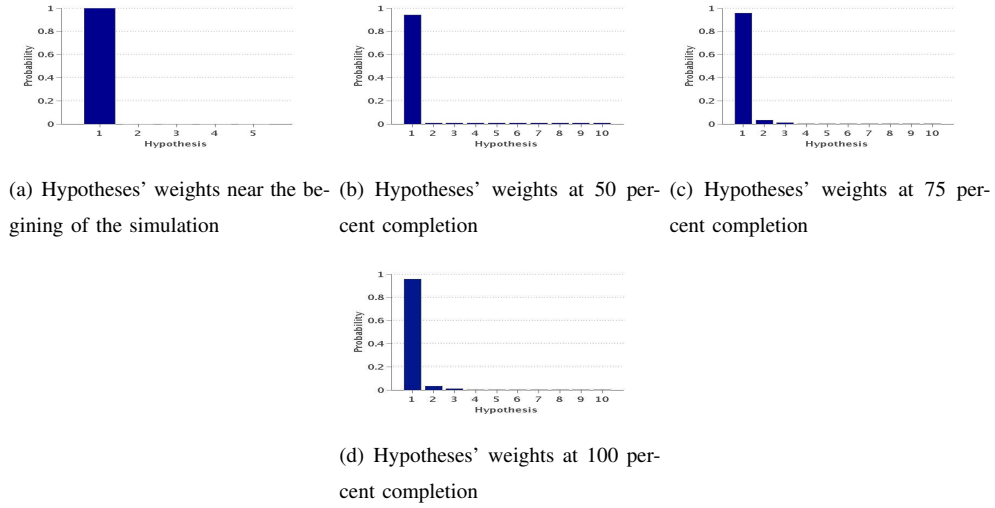 1
0.8
0.6
0.4
0.2
0
Probability
1 2 3 4 5
Hypothesis
1
0.8
0.6
0.4
0.2
0
Probability
1 2 3 4 5 6 7 8 9 10
Hypothesis
1
0.8
0.6
0.4
0.2
0
Probability
1 2 3 4 5 6 7 8 9 10
Hypothesis
(a) Hypotheses' weights near the be-
gining of the simulation
(b) Hypotheses' weights at 50 per-
cent completion
(c) Hypotheses' weights at 75 per-
cent completion
1
0.8
0.6
0.4
0.2
0
Probability
1 2 3 4 5 6 7 8 9 10
Hypothesis
(d) Hypotheses' weights at 100 per-
cent completion